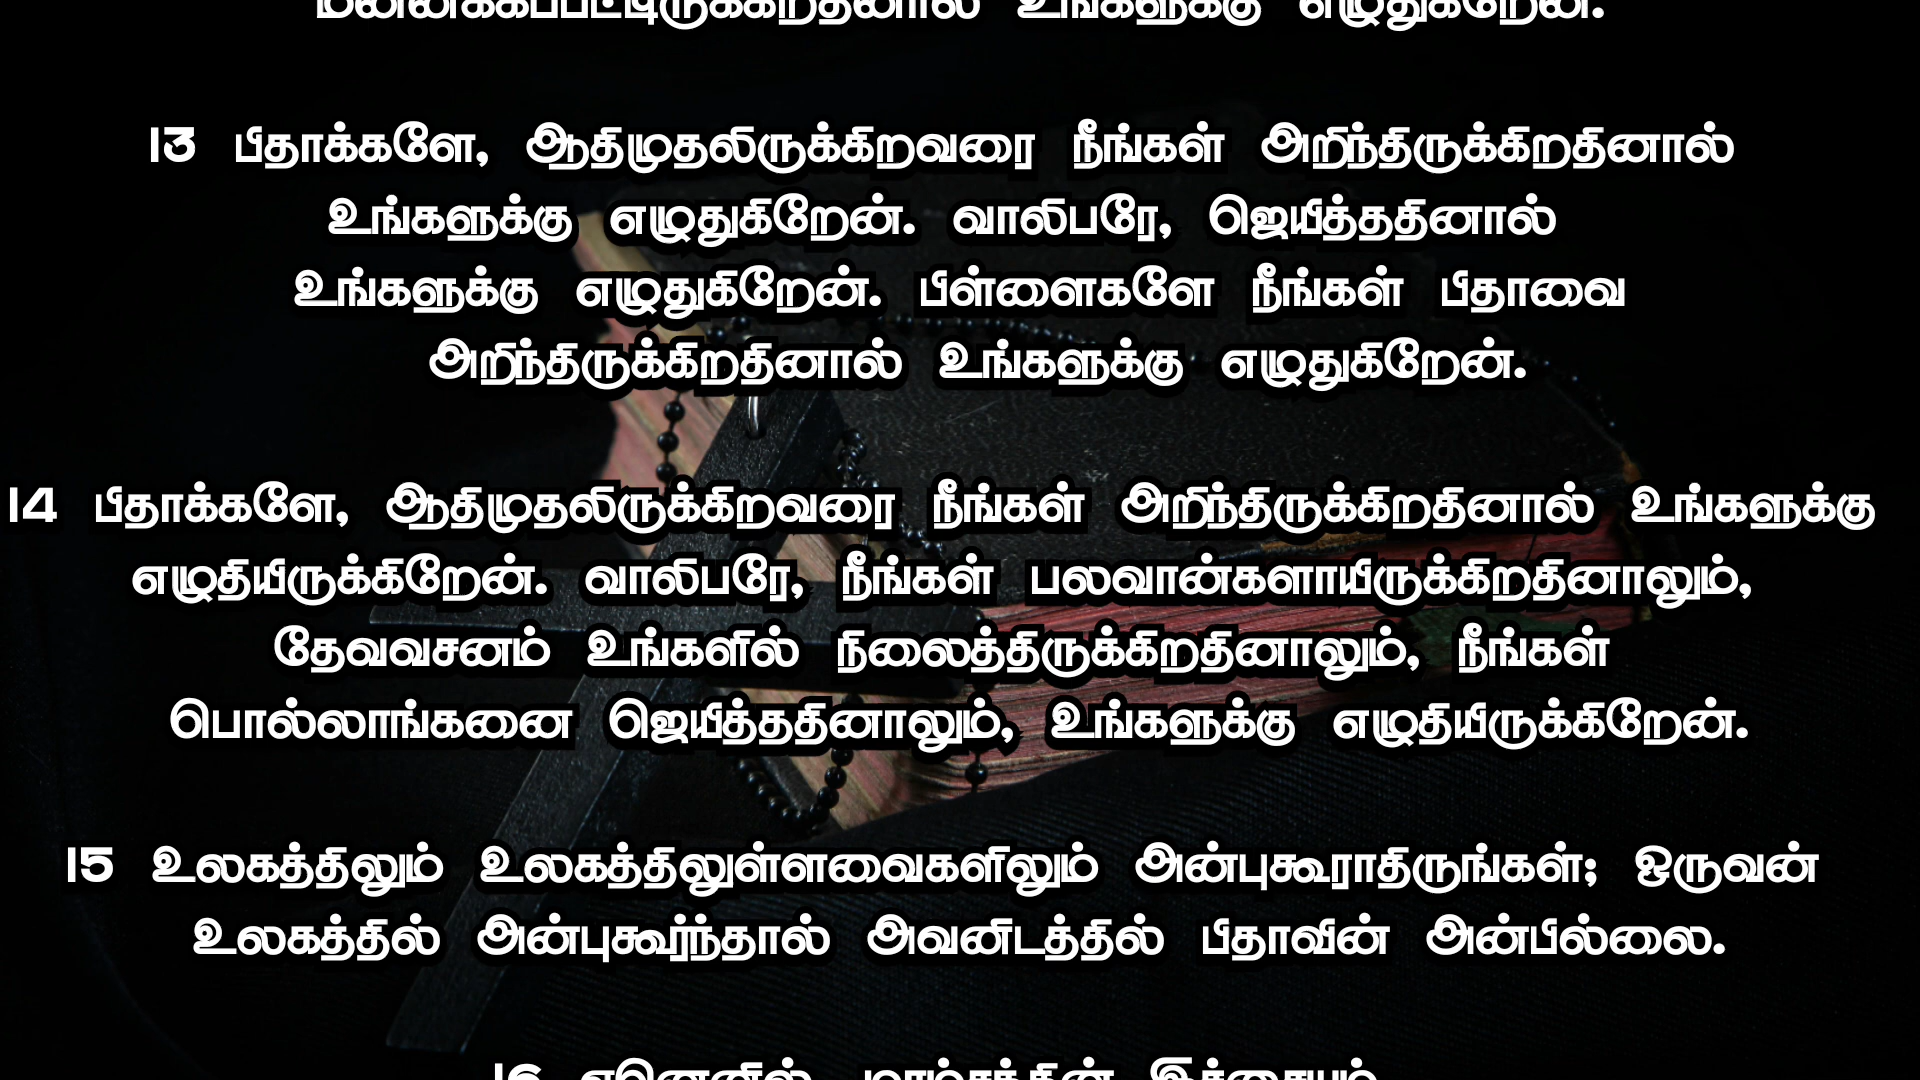 மன்னிக்கப்பட்டிருக்கிறதினால் உங்களுக்கு எழுதுகிறேன்.
13 பிதாக்களே, ஆதிமுதலிருக்கிறவரை நீங்கள் அறிந்திருக்கிறதினால்
உங்களுக்கு எழுதுகிறேன். வாலிபரே, ஜெயித்ததினால்
உங்களுக்கு எழுதுகிறேன். பிள்ளைகளே நீங்கள் பிதாவை
அறிந்திருக்கிறதினால் உங்களுக்கு எழுதுகிறேன்.
14 பிதாக்களே, ஆதிமுதலிருக்கிறவரை நீங்கள் அறிந்திருக்கிறதினால் உங்களுக்கு
எழுதியிருக்கிறேன். வாலிபரே, நீங்கள் பலவான்களாயிருக்கிறதினாலும்,
தேவவசனம் உங்களில் நிலைத்திருக்கிறதினாலும், நீங்கள்
பொல்லாங்கனை ஜெயித்ததினாலும், உங்களுக்கு எழுதியிருக்கிறேன்.
15 உலகத்திலும் உலகத்திலுள்ளவைகளிலும் அன்புகூராதிருங்கள்; ஒருவன்
உலகத்தில் அன்புகூர்ந்தால் அவனிடத்தில் பிதாவின் அன்பில்லை.
16 ஏனெனில், மாம்சத்தின் இச்சையும்